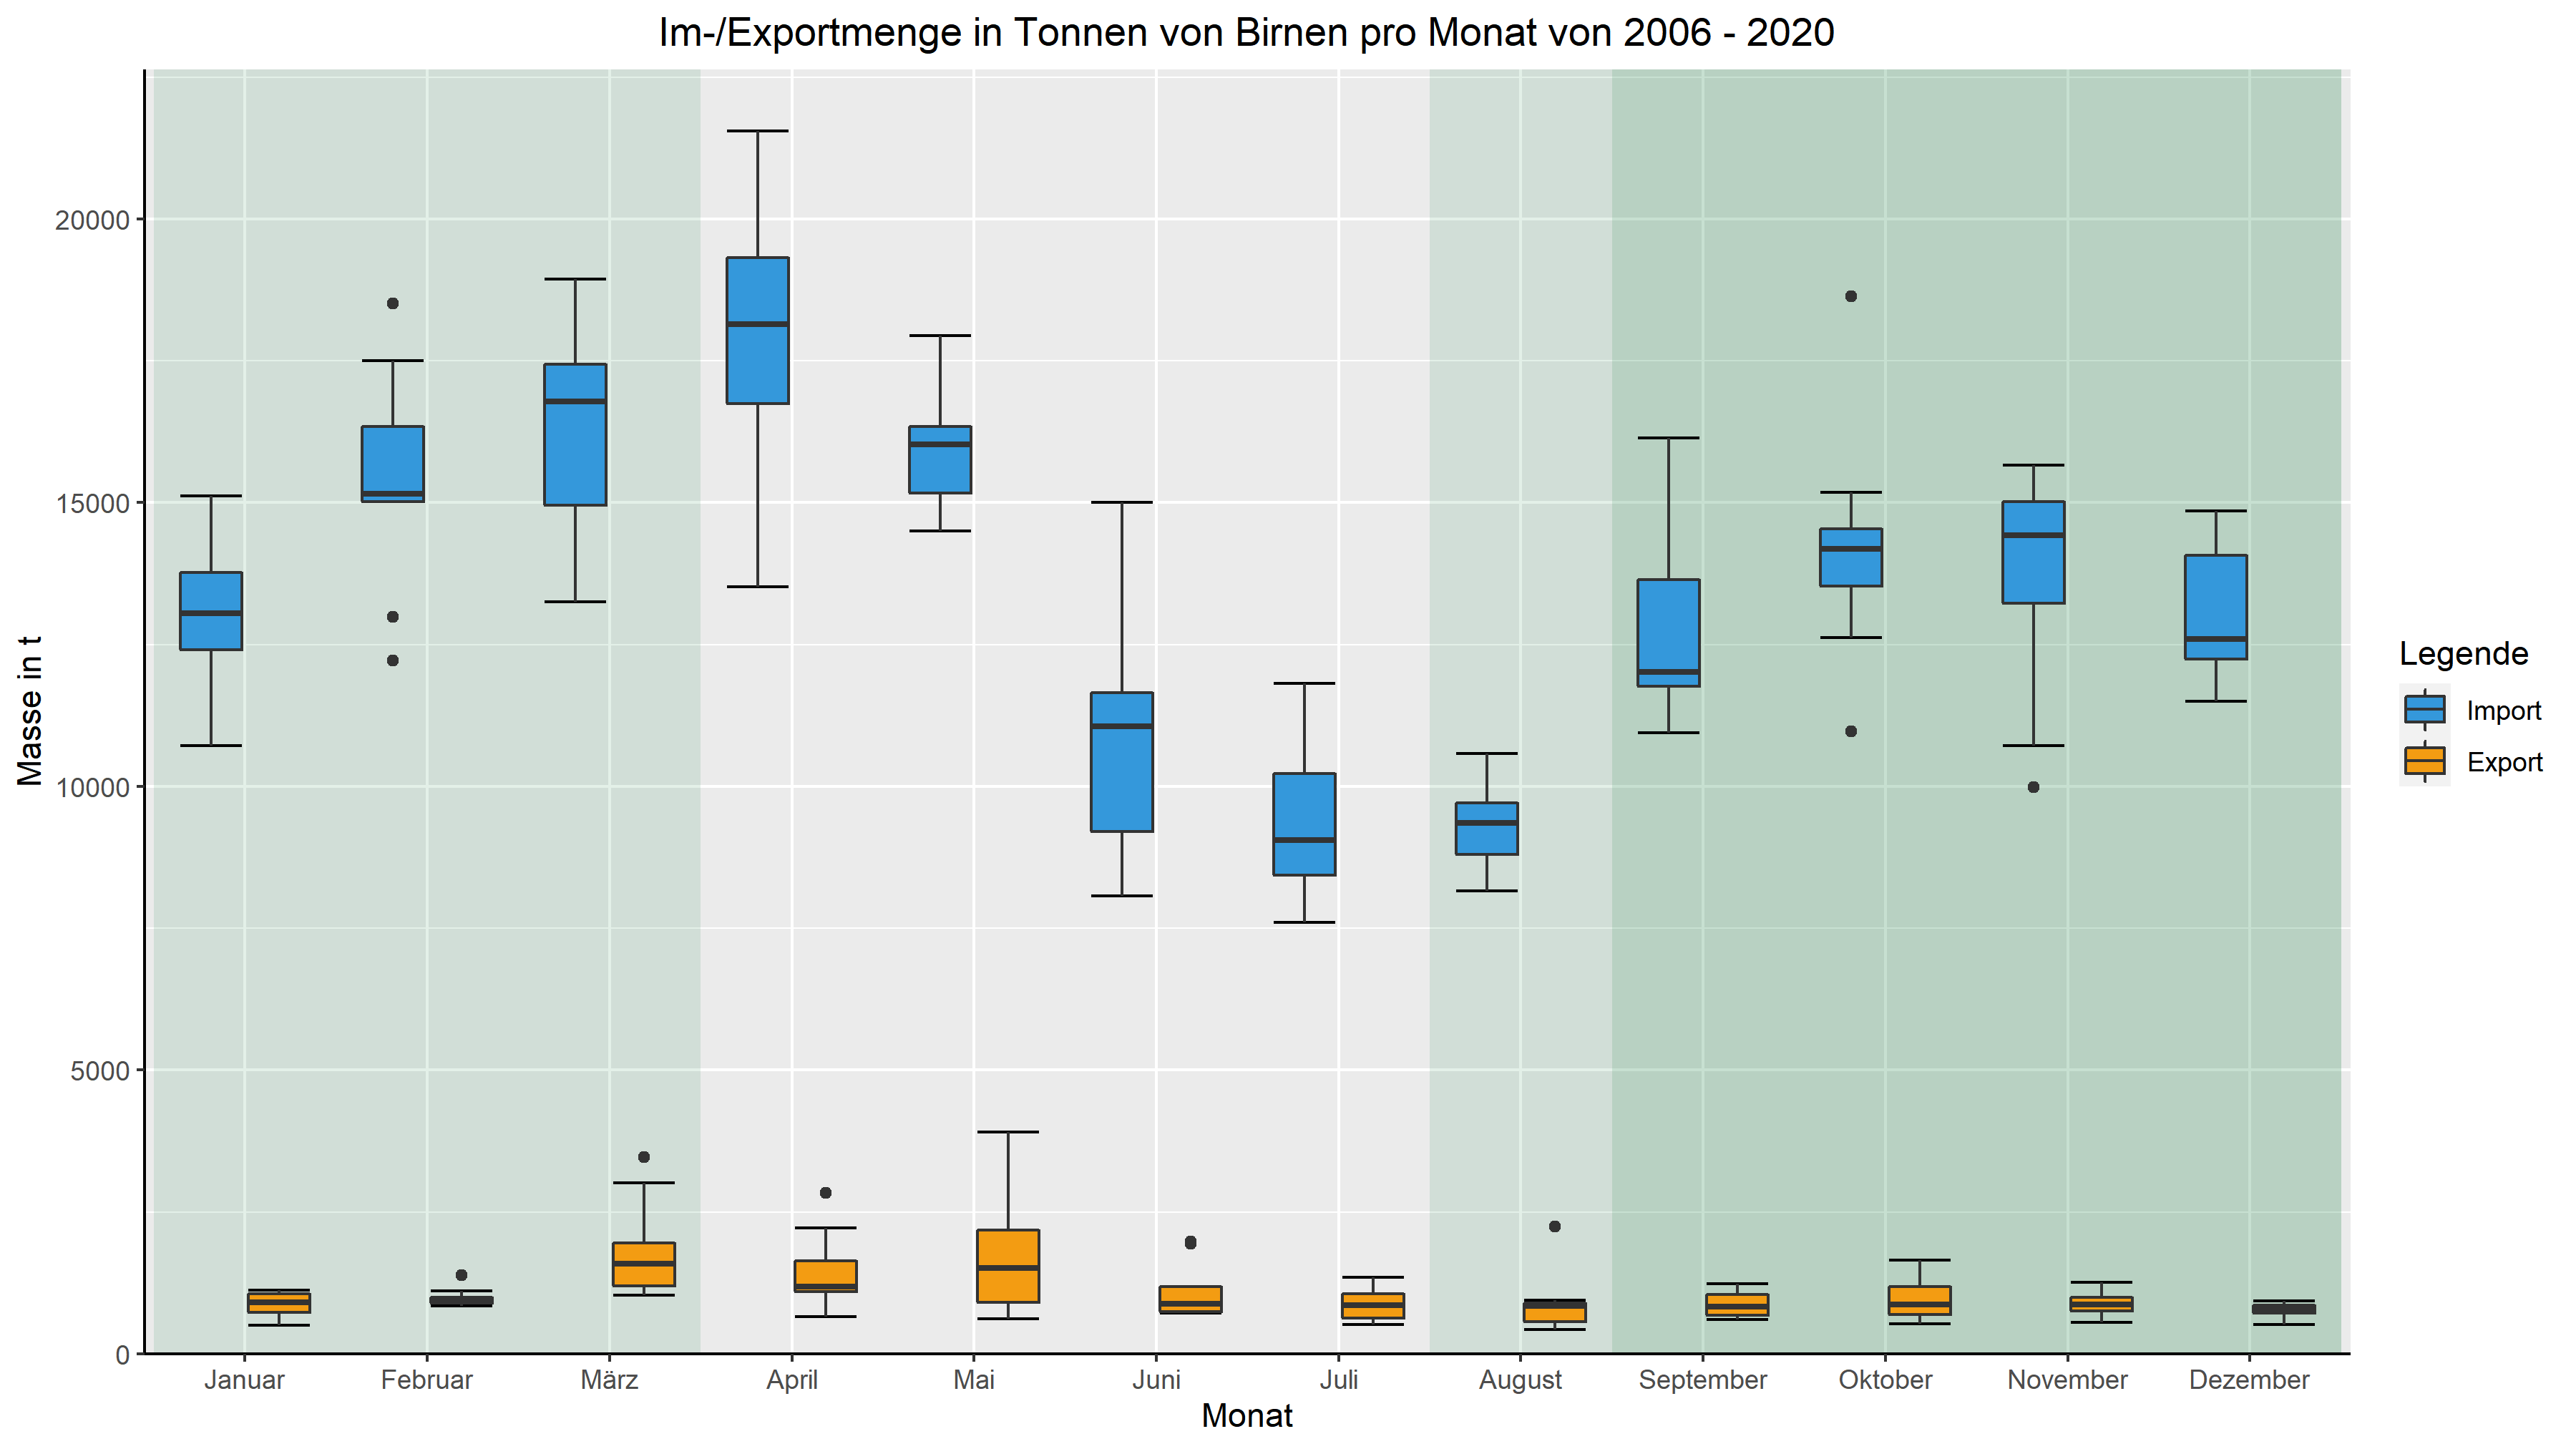 Im-/Exportmenge in Tonnen von Birnen pro Monat von 2006 - 2020
Masse in t
20000
15000
10000
5000
0
Januar Februar März April Mai Juni Juli August September Oktober November Dezember
Monat
Legende
Import
Export